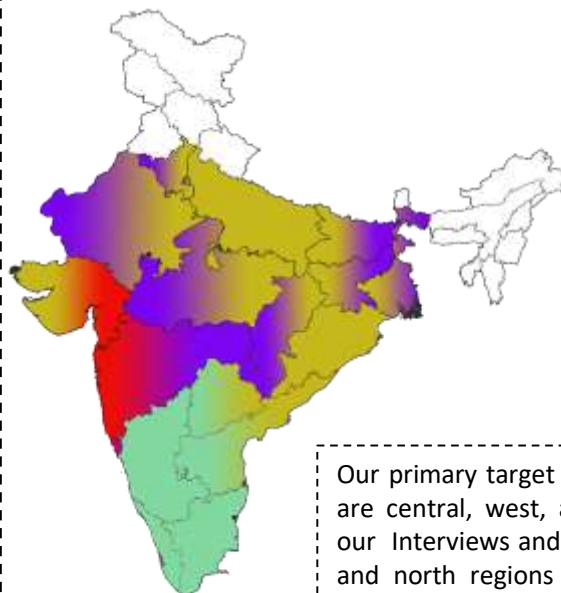 Our primary target
are central, west, a
our Interviews and
and north regions